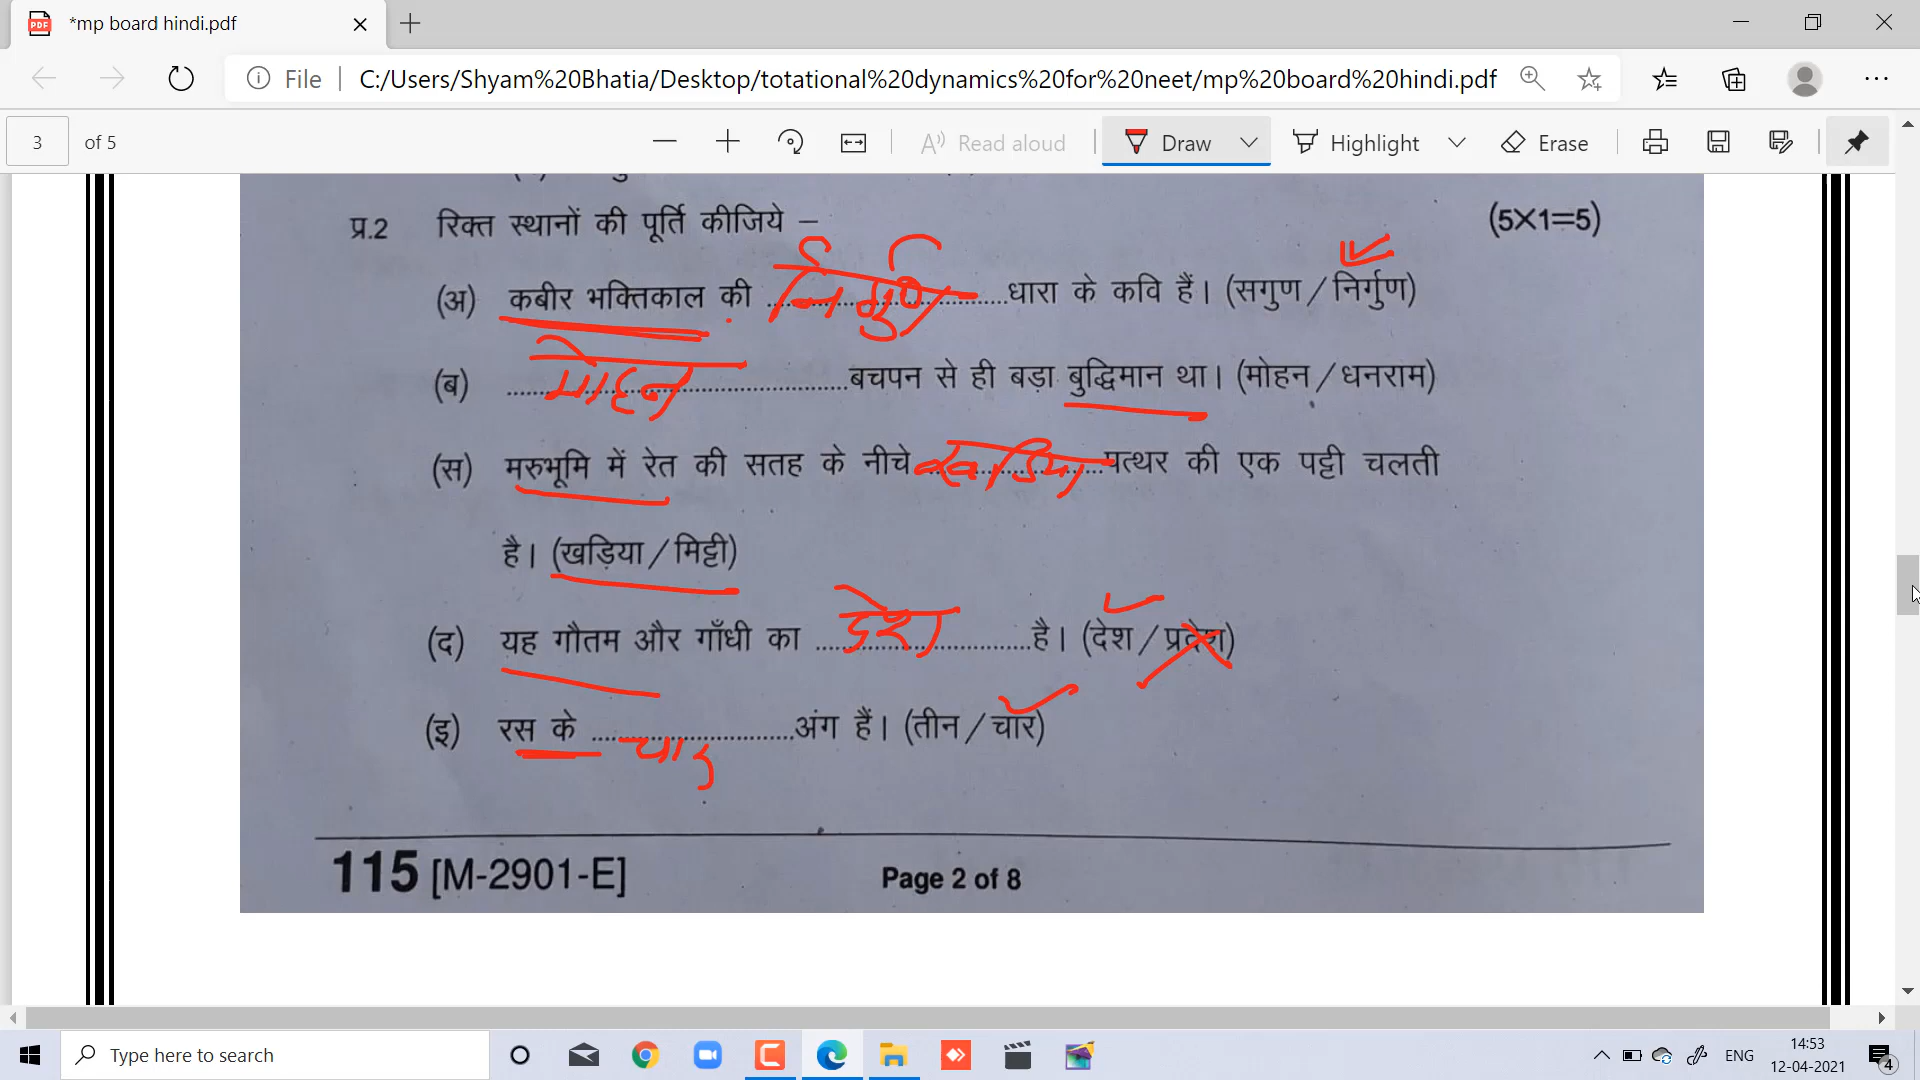 *mp board hindi.pdf
File C:/Users/Shyam%20Bhatia/Desktop/totational%20dynamics%20for%20neet/mp%20board%20hindi.pdf
3 of 5 Read aloud Draw Highlight Erase
प्र.2 रिक्त स्थानों की पूर्ति कीजिये – (5X1=5)
(अ) कबीर भक्तिकाल की ....निर्गुण.... धारा के कवि हैं। (सगुण / निर्गुण)
(ब) ....मोहन.... बचपन से ही बड़ा बुद्धिमान था। (मोहन / धनराम)
(स) मरुभूमि में रेत की सतह के नीचे ....खड़िया.... पत्थर की एक पट्टी चलती
है। (खड़िया / मिट्टी)
(द) यह गौतम और गाँधी का ....देश.... है। (देश / प्रदेश)
(इ) रस के ....चार.... अंग हैं। (तीन / चार)
115 [M-2901-E] Page 2 of 8
Type here to search
ENG
14:53
12-04-2021
4